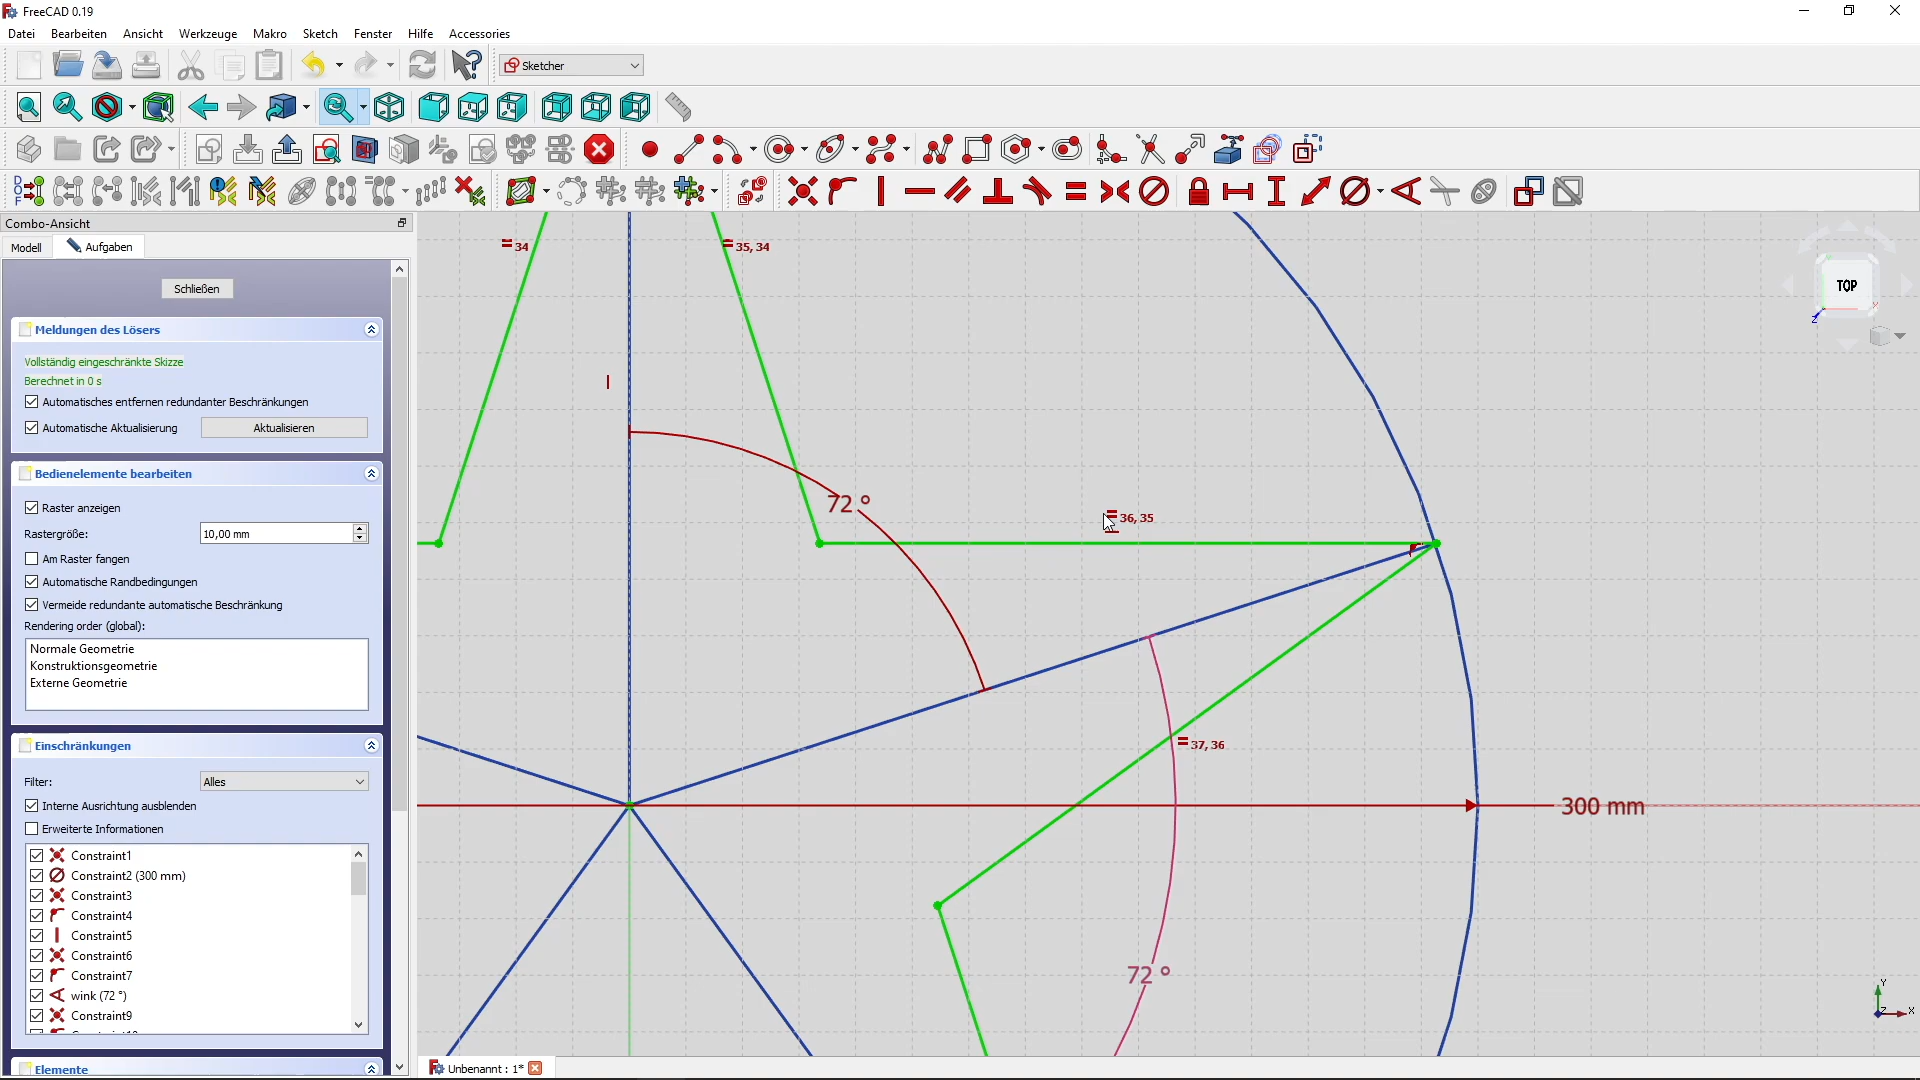 FreeCAD 0.19
Datei Bearbeiten Ansicht Werkzeuge Makro Sketch Fenster Hilfe Accessories
Sketcher
Combo-Ansicht
Modell Aufgaben
Schließen
Meldungen des Lösers
Vollständig eingeschränkte Skizze
Berechnet in 0 s
Automatisches entfernen redundanter Beschränkungen
Automatische Aktualisierung Aktualisieren
Bedienelemente bearbeiten
Raster anzeigen
Rastergröße: 10,00 mm
Am Raster fangen
Automatische Randbedingungen
Vermeide redundante automatische Beschränkung
Rendering order (global):
Normale Geometrie
Konstruktionsgeometrie
Externe Geometrie
Einschränkungen
Filter: Alles
Interne Ausrichtung ausblenden
Erweiterte Informationen
Constraint1
Constraint2 (300 mm)
Constraint3
Constraint4
Constraint5
Constraint6
Constraint7
wink (72 °)
Constraint9
Elemente
34
35, 34
72 °
36, 35
37, 36
300 mm
72 °
TOP
Z
X
Y
X
Z
Unbenannt : 1*